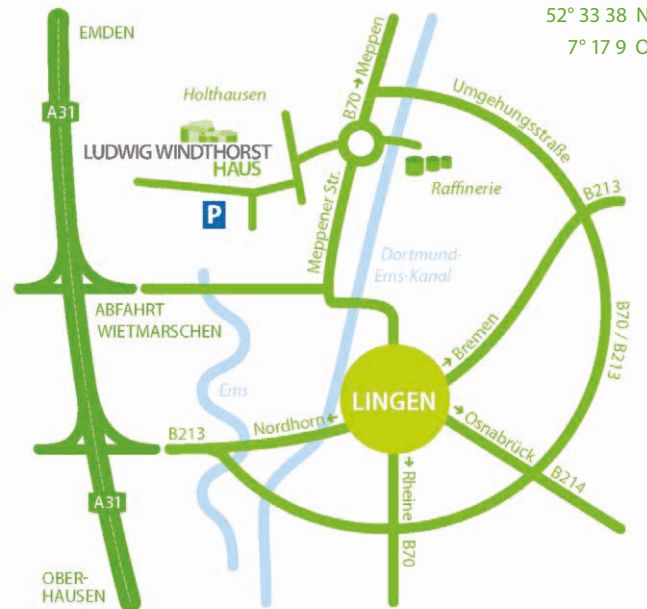 52° 33 38 N
7° 17 9 O
EMDEN
A31
Holthausen
B70 → Meppen
Umgehungsstraße
LUDWIG WINDTHORST
HAUS
Raffinerie
P
B213
Meppener Str.
Dortmund-
Ems-Kanal
ABFAHRT
WIETMARSCHEN
B70 / B213
→ Bremen
Ems
LINGEN
B213
Nordhorn ←
→ Osnabrück
B214
→ Rheine
B70
A31
OBER-
HAUSEN